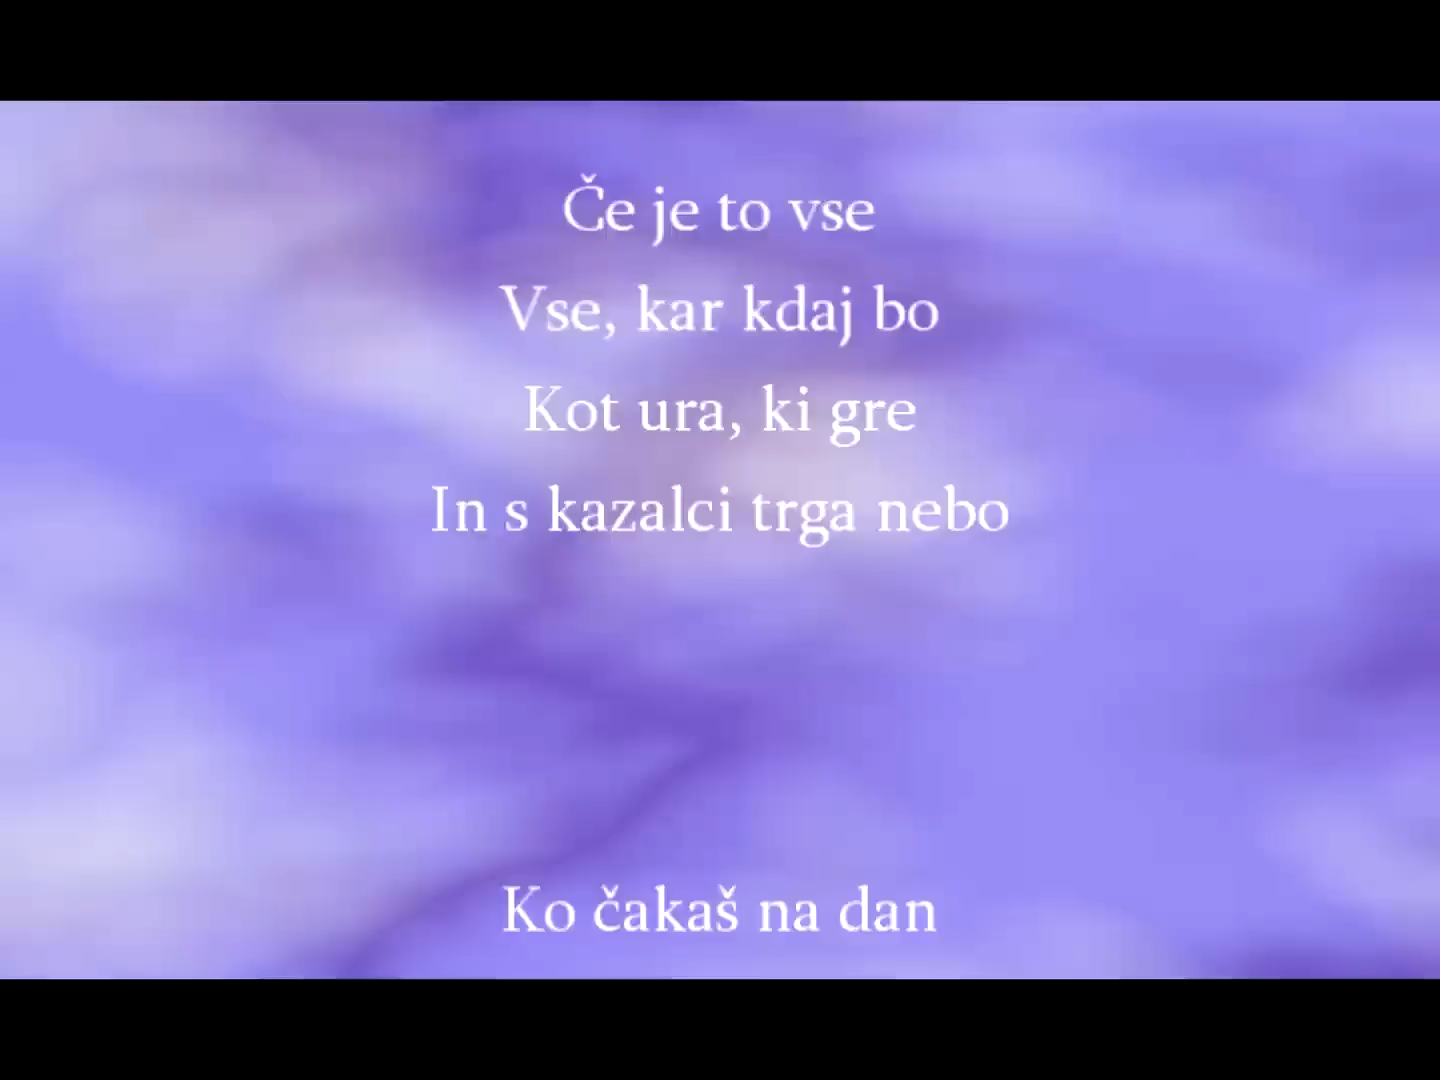 Če je to vse
Vse, kar kdaj bo
Kot ura, ki gre
In s kazalci trga nebo
Ko čakaš na dan